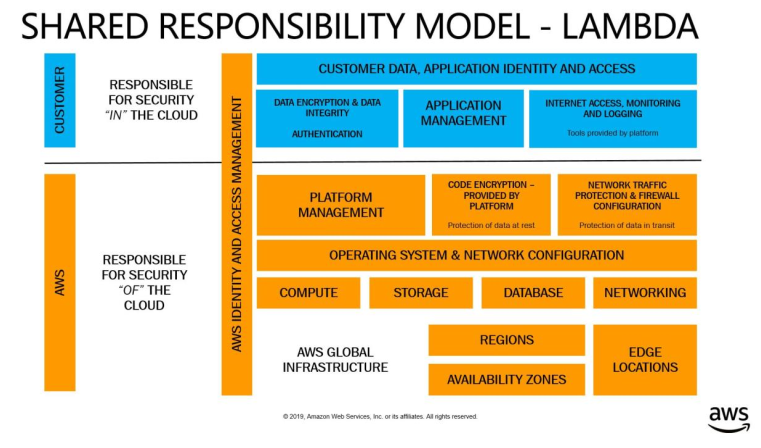 SHARED RESPONSIBILITY MODEL - LAMBDA
CUSTOMER
RESPONSIBLE
FOR SECURITY
“IN” THE CLOUD
AWS IDENTITY AND ACCESS MANAGEMENT
CUSTOMER DATA, APPLICATION IDENTITY AND ACCESS
DATA ENCRYPTION & DATA
INTEGRITY
AUTHENTICATION
APPLICATION
MANAGEMENT
INTERNET ACCESS, MONITORING
AND LOGGING
Tools provided by platform
AWS
RESPONSIBLE
FOR SECURITY
“OF” THE
CLOUD
PLATFORM
MANAGEMENT
CODE ENCRYPTION –
PROVIDED BY
PLATFORM
Protection of data at rest
NETWORK TRAFFIC
PROTECTION & FIREWALL
CONFIGURATION
Protection of data in transit
OPERATING SYSTEM & NETWORK CONFIGURATION
COMPUTE
STORAGE
DATABASE
NETWORKING
AWS GLOBAL
INFRASTRUCTURE
REGIONS
AVAILABILITY ZONES
EDGE
LOCATIONS
© 2019, Amazon Web Services, Inc. or its affiliates. All rights reserved.
aws